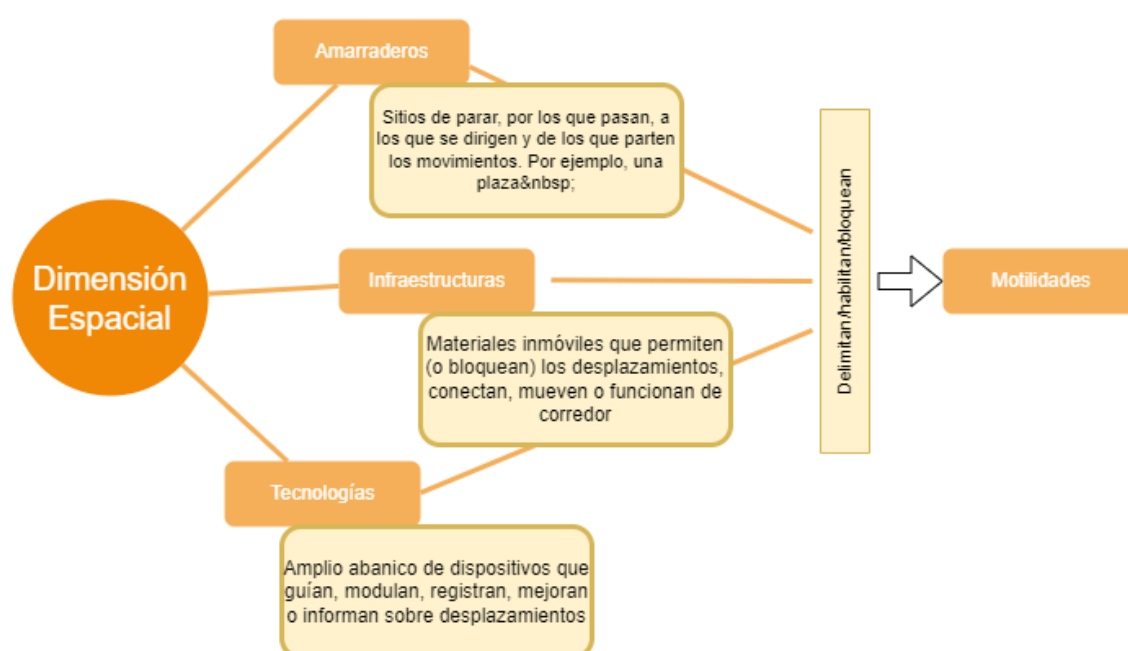 Amarraderos
Sitios de parar, por los que pasan, a
los que se dirigen y de los que parten
los movimientos. Por ejemplo, una
plaza&nbsp;
Dimensión
Espacial
Infraestructuras
Materiales inmóviles que permiten
(o bloquean) los desplazamientos,
conectan, mueven o funcionan de
corredor
Tecnologías
Amplio abanico de dispositivos que
guían, modulan, registran, mejoran
o informan sobre desplazamientos
Delimitan/habilitan/bloquean
Motilidades